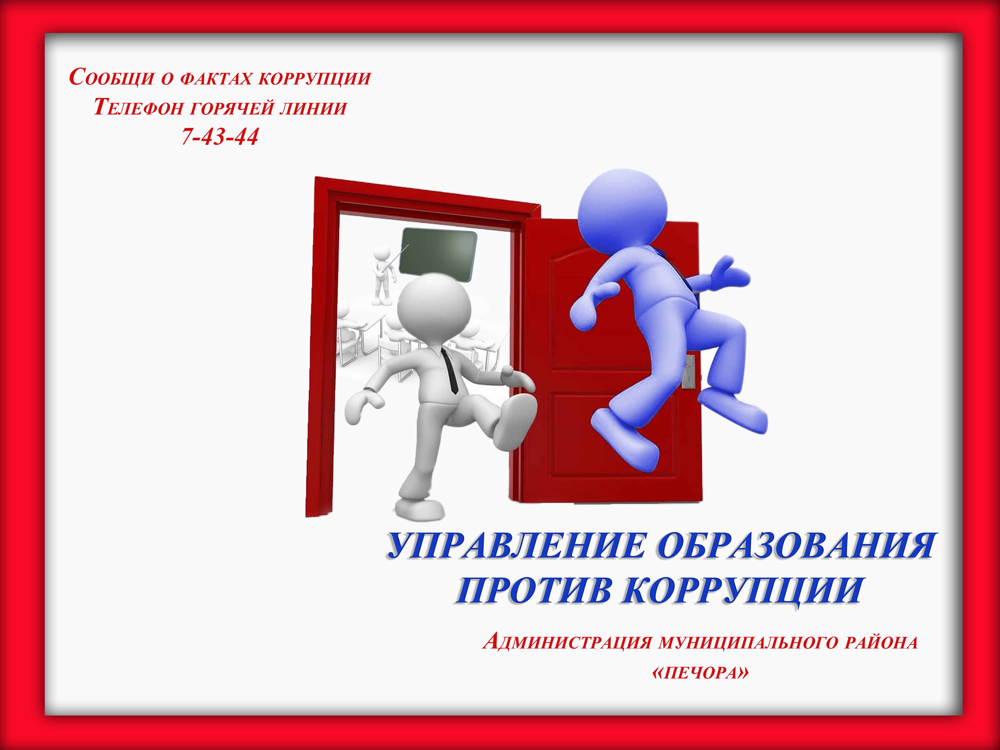 Сообщи о фактах коррупции
Телефон горячей линии
7-43-44
УПРАВЛЕНИЕ ОБРАЗОВАНИЯ
ПРОТИВ КОРРУПЦИИ
Администрация муниципального района
«печора»